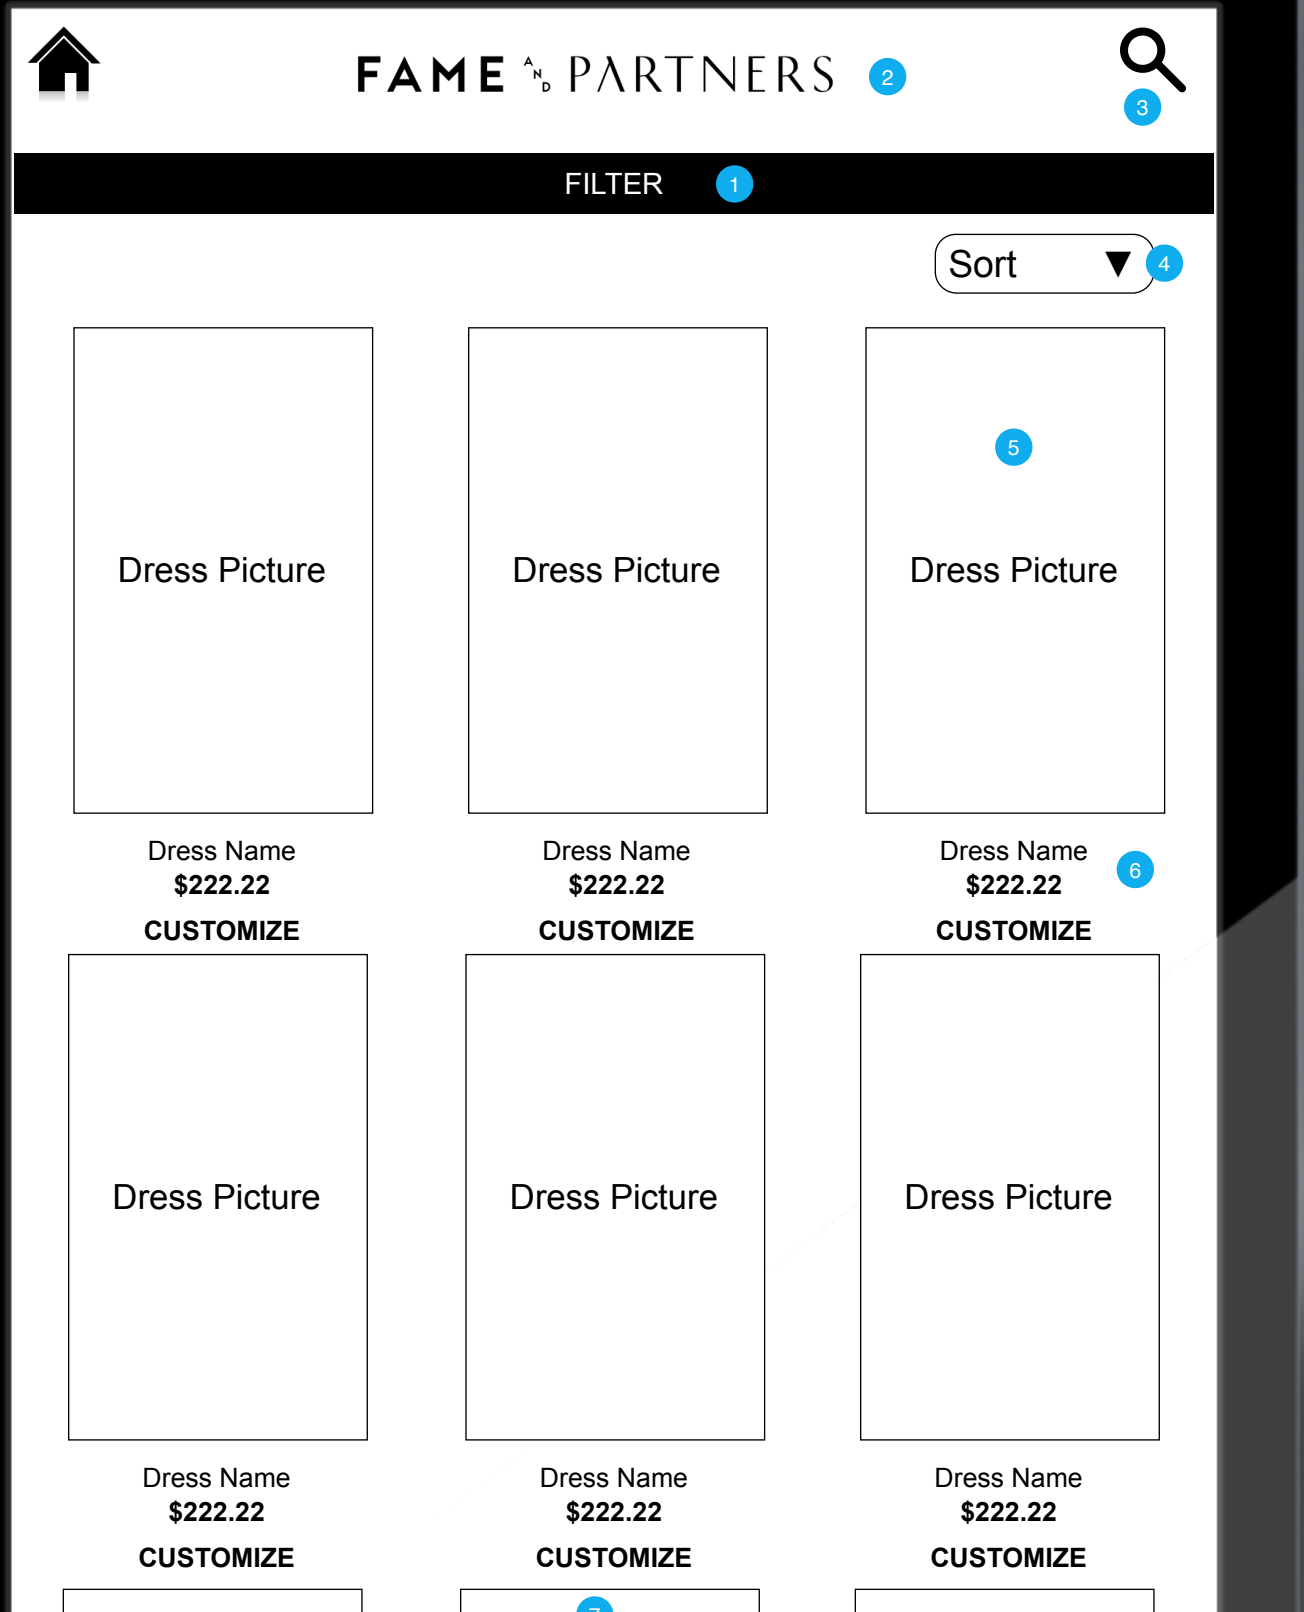 FAME AND PARTNERS 2
3
FILTER 1
Sort ▼ 4
5
Dress Picture Dress Picture Dress Picture
Dress Name Dress Name Dress Name
$222.22 $222.22 $222.22 6
CUSTOMIZE CUSTOMIZE CUSTOMIZE
Dress Picture Dress Picture Dress Picture
Dress Name Dress Name Dress Name
$222.22 $222.22 $222.22
CUSTOMIZE CUSTOMIZE CUSTOMIZE
7